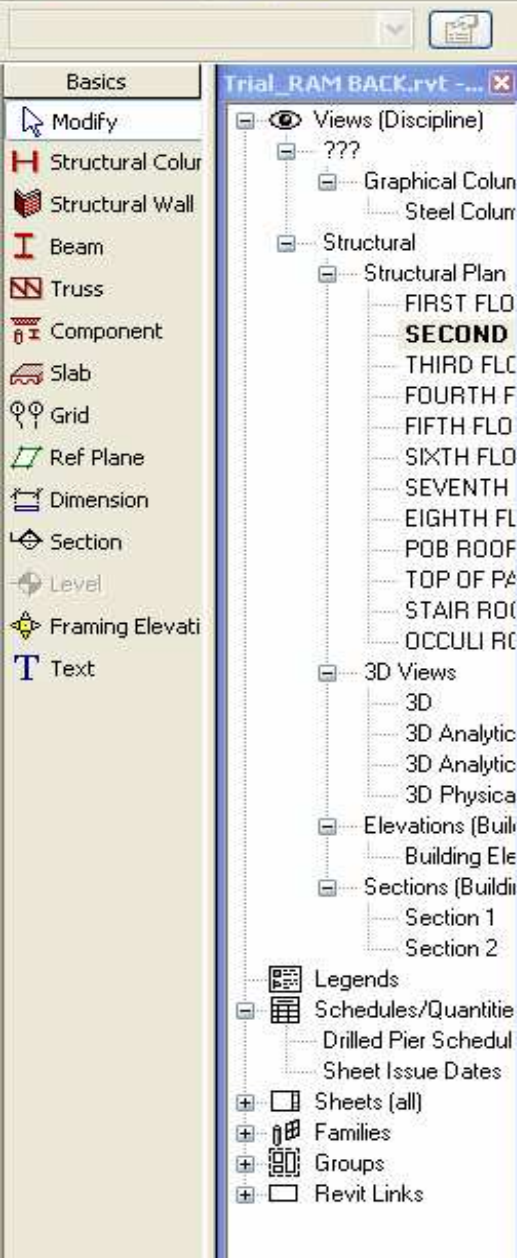 Basics
Modify
Structural Colur
Structural Wall
Beam
Truss
Component
Slab
Grid
Ref Plane
Dimension
Section
Level
Framing Elevati
Text
Trial_RAM BACK.rvt -...
Views (Discipline)
???
Graphical Colun
Steel Colum
Structural
Structural Plan
FIRST FLO
SECOND
THIRD FLO
FOURTH F
FIFTH FLO
SIXTH FLO
SEVENTH
EIGHTH FL
POB ROOF
TOP OF PA
STAIR ROO
OCCULI RO
3D Views
3D
3D Analytic
3D Analytic
3D Physica
Elevations (Buil
Building Ele
Sections (Buildi
Section 1
Section 2
Legends
Schedules/Quantitie
Drilled Pier Schedul
Sheet Issue Dates
Sheets (all)
Families
Groups
Revit Links